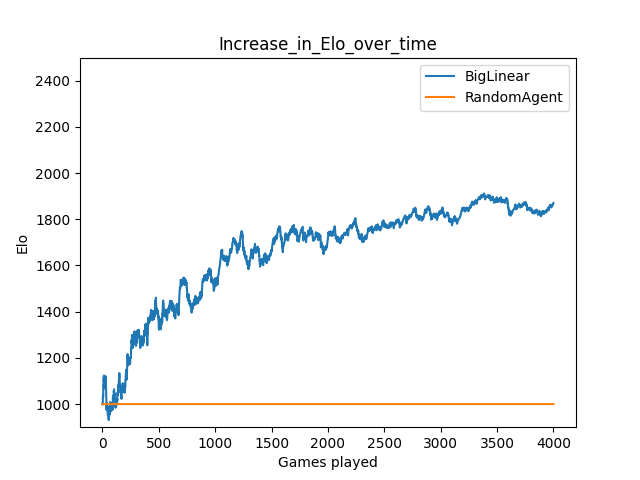 Increase_in_Elo_over_time
BigLinear
RandomAgent
2400
2200
2000
1800
1600
1400
1200
1000
Elo
0 500 1000 1500 2000 2500 3000 3500 4000
Games played